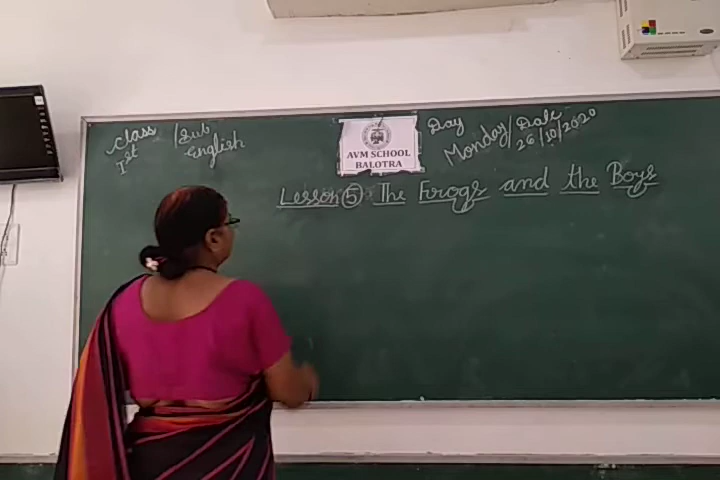 Class
Ist
/Sub
English
AVM SCHOOL
BALOTRA
Day
Monday/
Date
26/10/2020
Lesson 5 The Frogs and the Boys